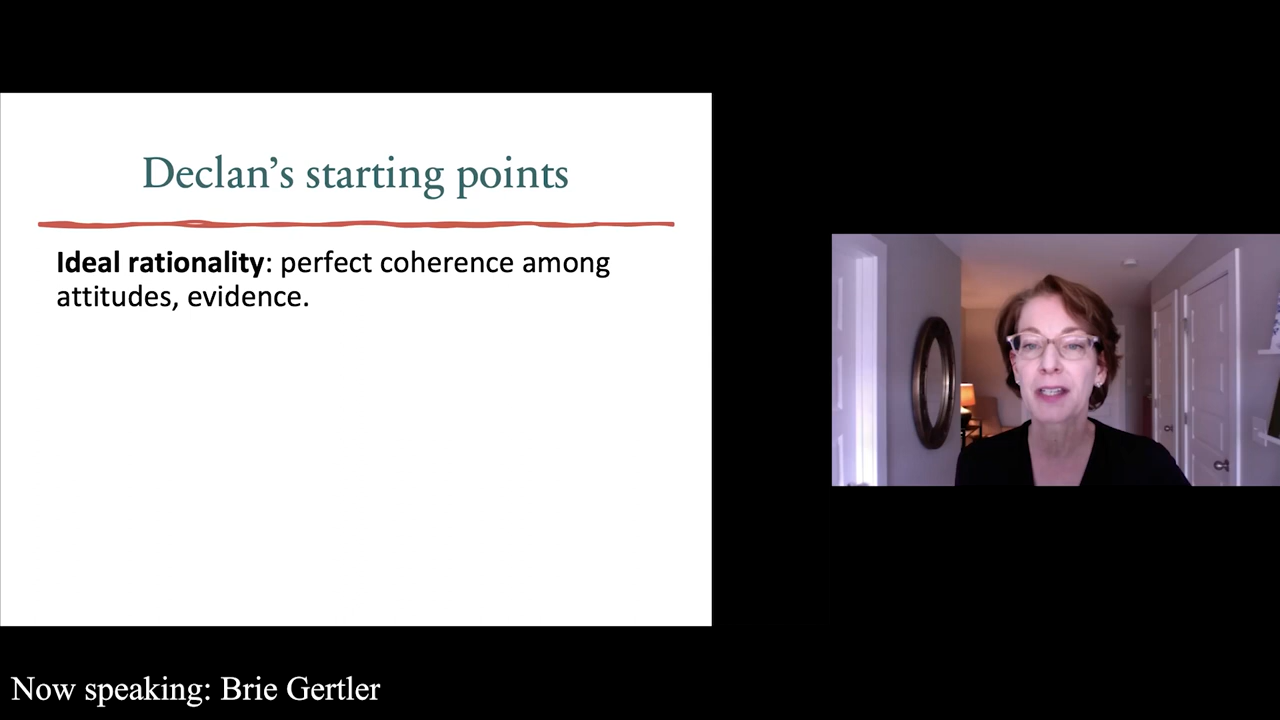 Declan’s starting points
Ideal rationality: perfect coherence among
attitudes, evidence.
Now speaking: Brie Gertler